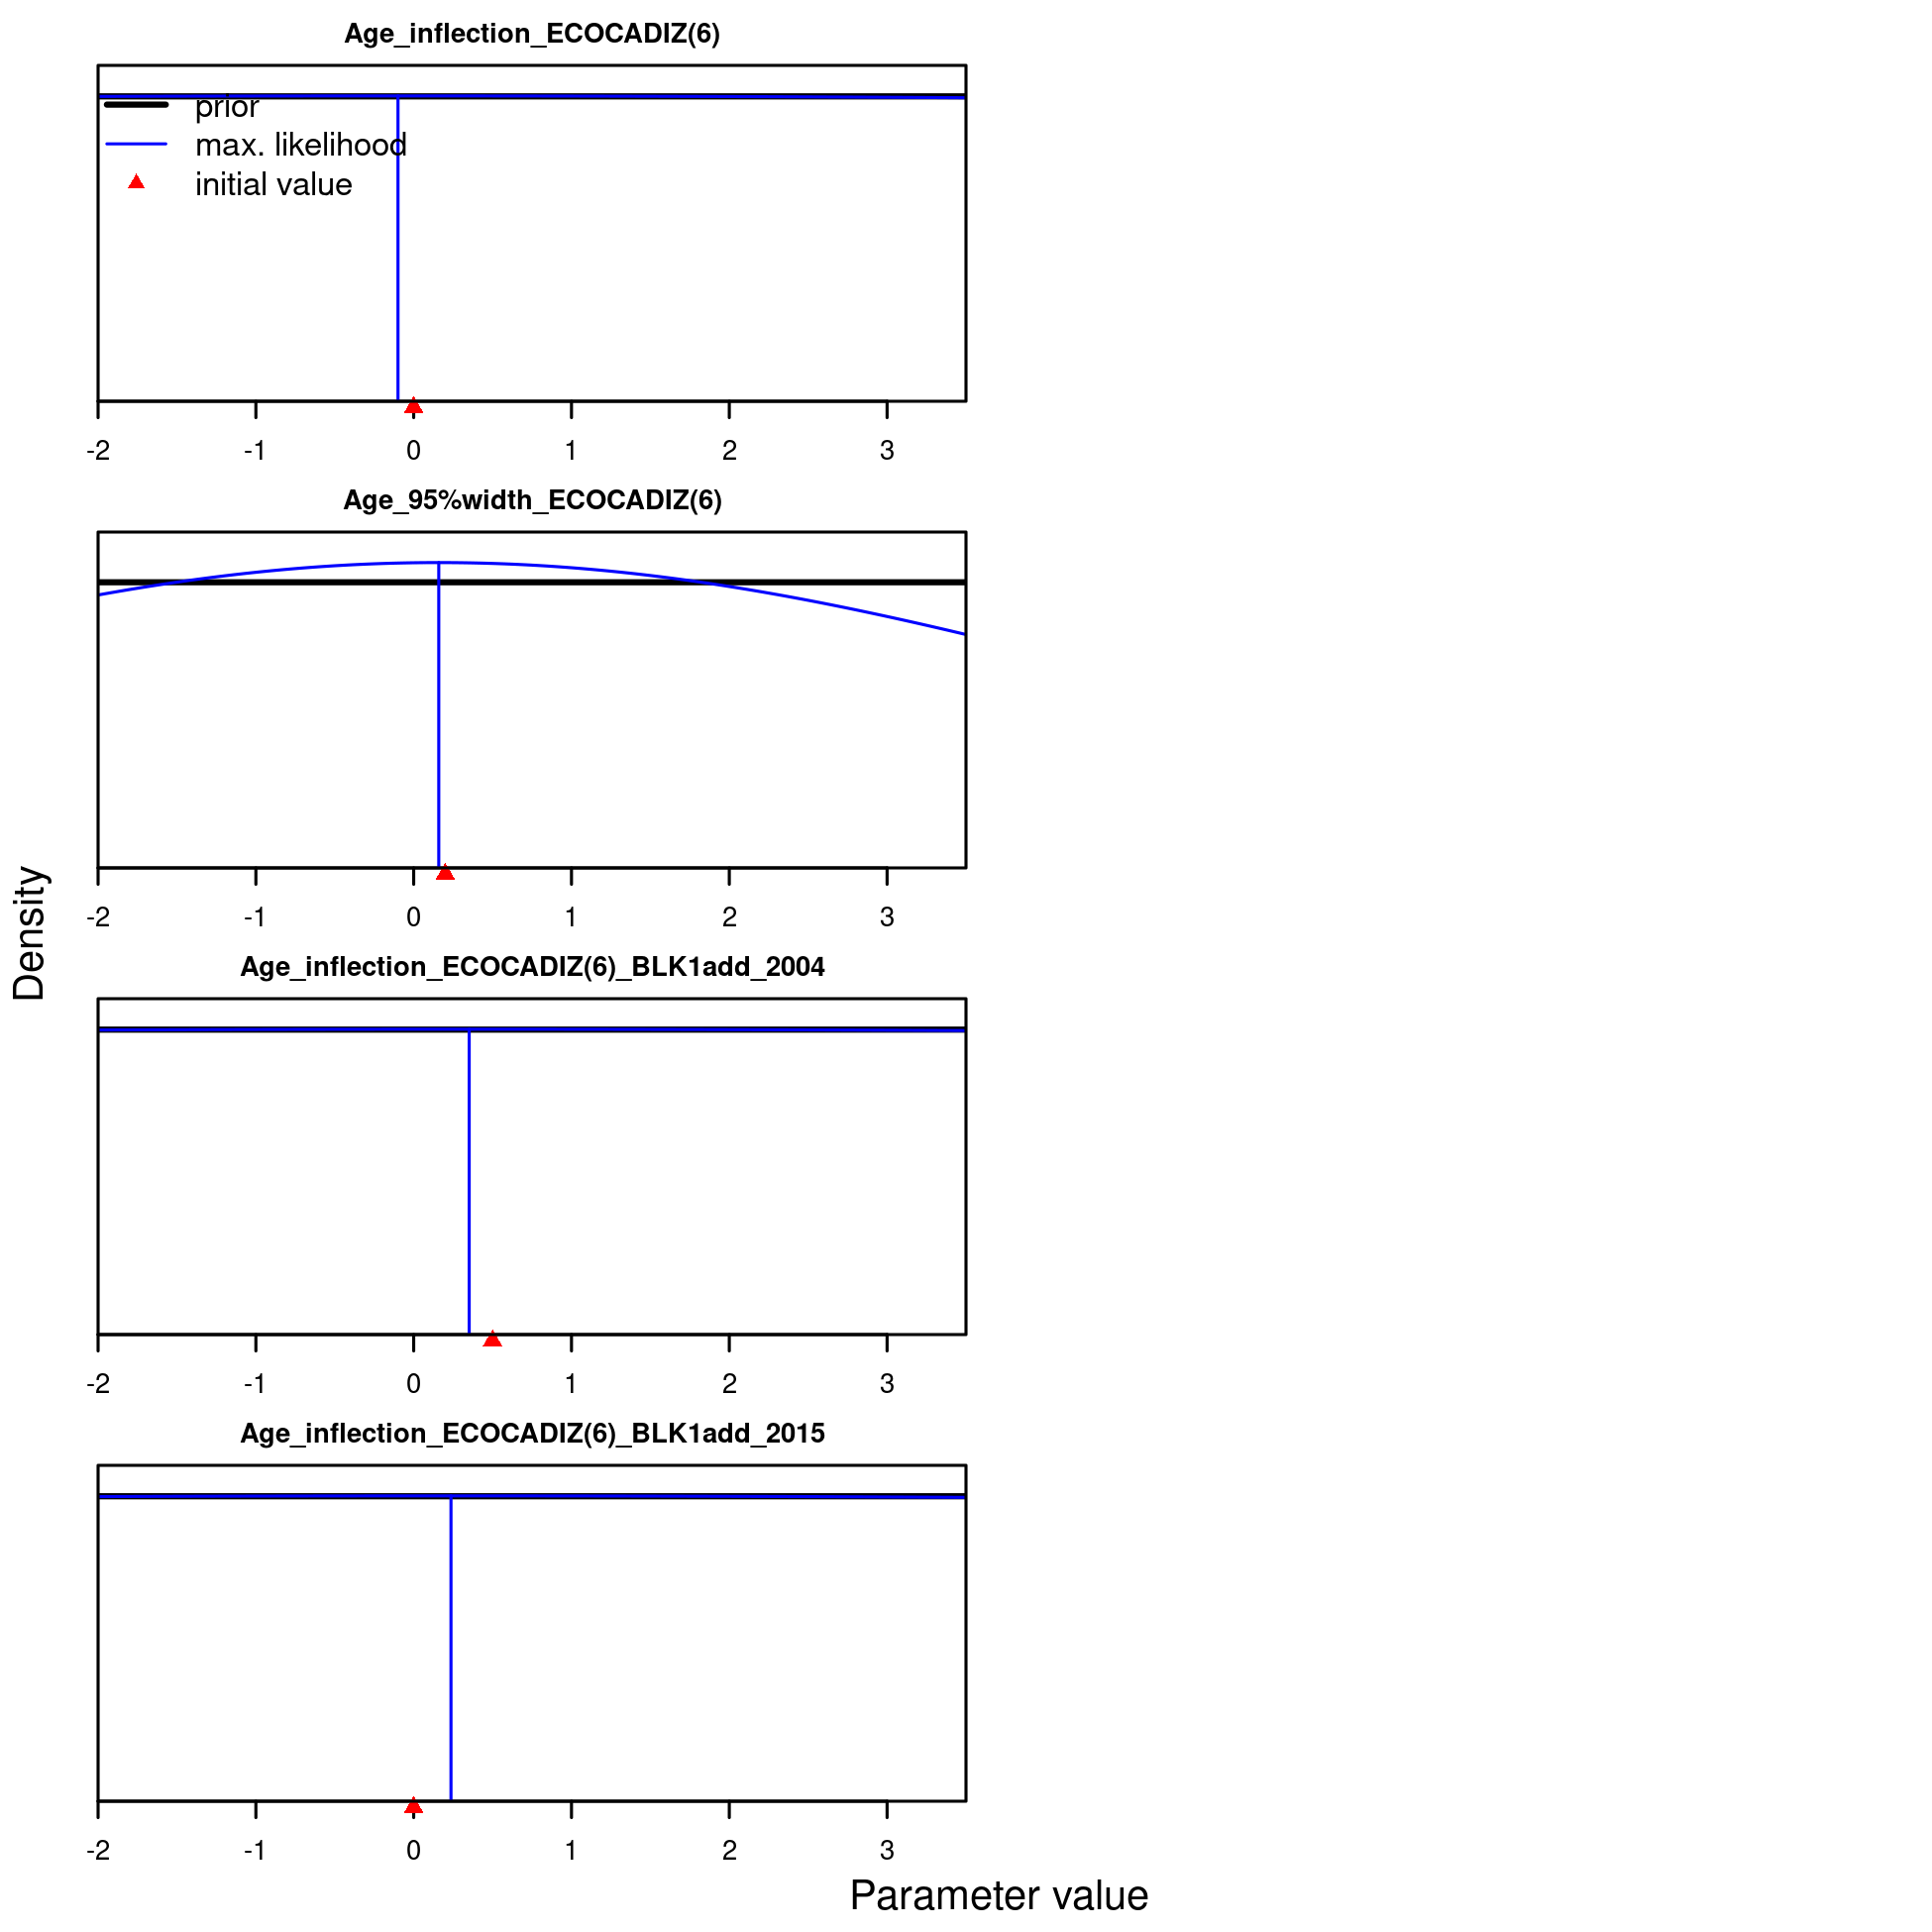 Age_inflection_ECOCADIZ(6)
prior
max. likelihood
initial value
-2 -1 0 1 2 3
Age_95%width_ECOCADIZ(6)
-2 -1 0 1 2 3
Density
Age_inflection_ECOCADIZ(6)_BLK1add_2004
-2 -1 0 1 2 3
Age_inflection_ECOCADIZ(6)_BLK1add_2015
-2 -1 0 1 2 3
Parameter value